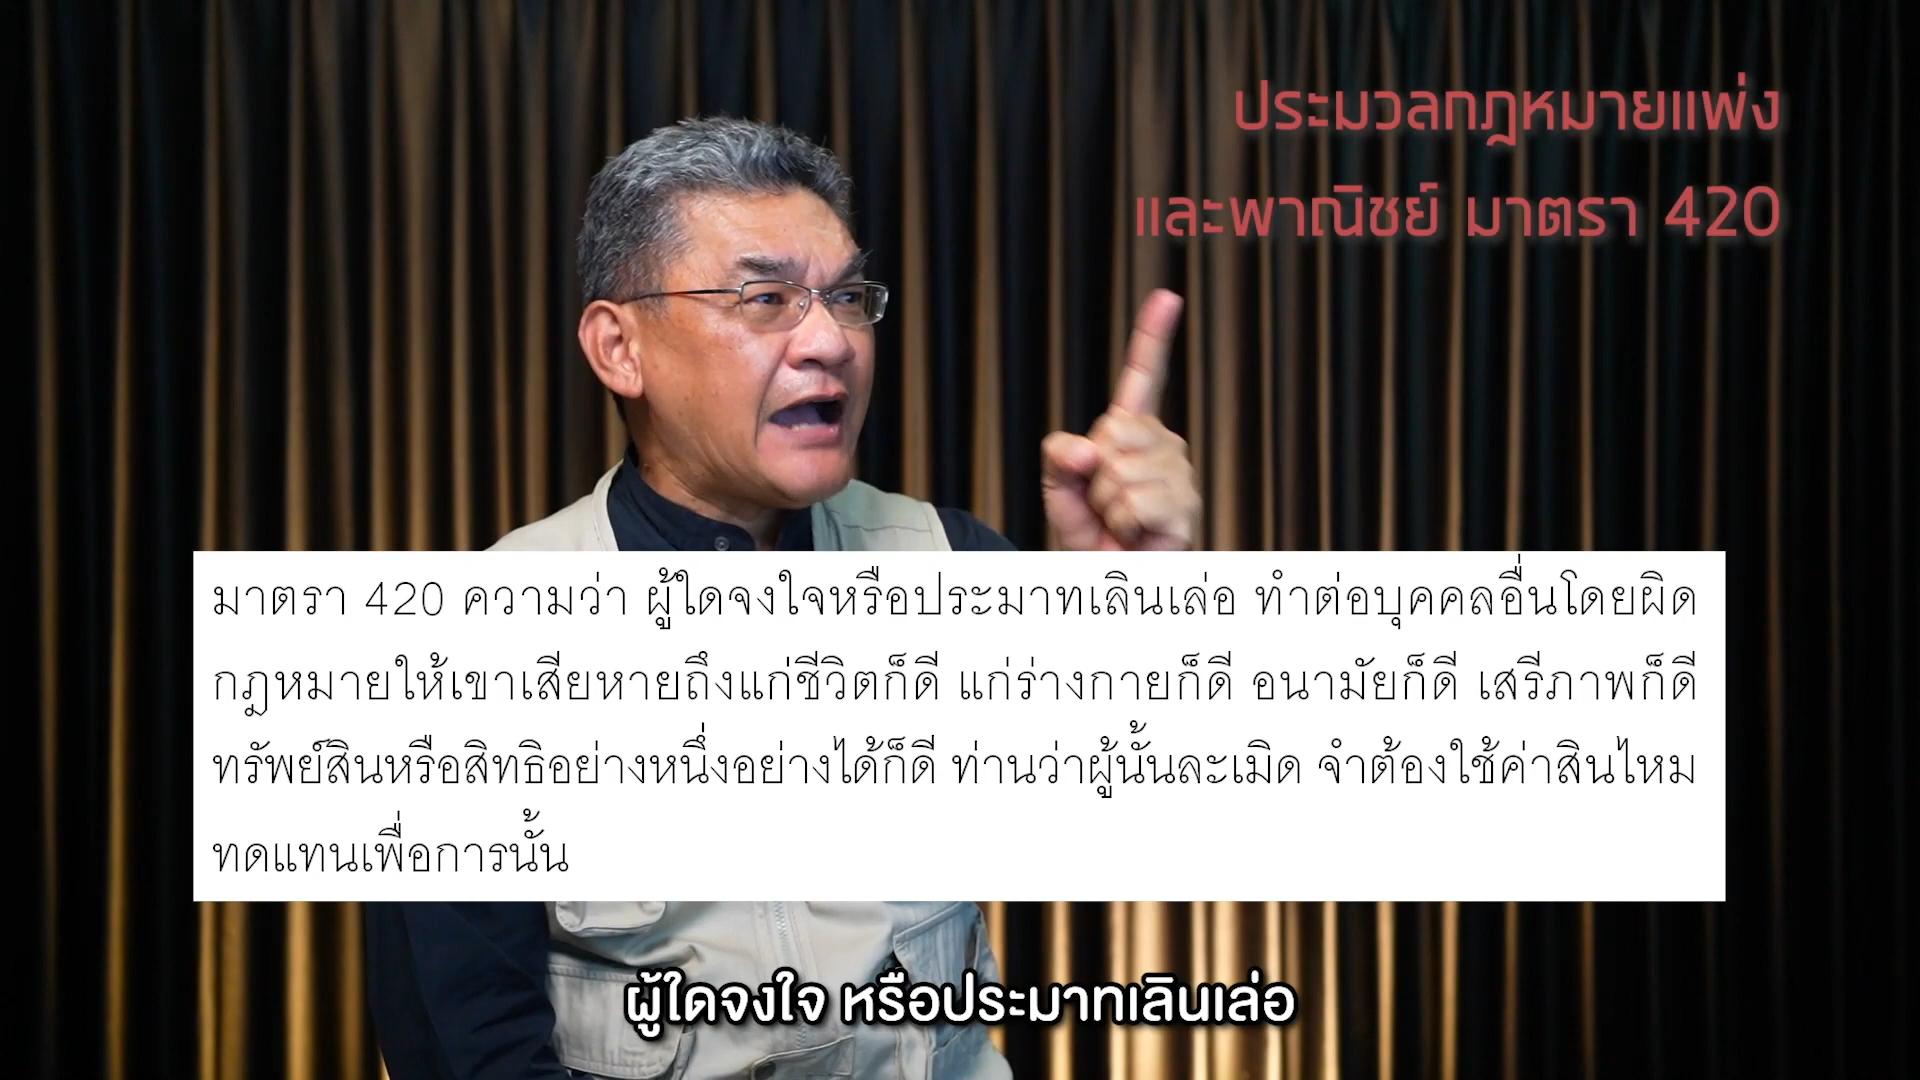 ประมวลกฎหมายแพ่ง
และพาณิชย์ มาตรา 420
มาตรา 420 ความว่า ผู้ใดจงใจหรือประมาทเลินเล่อ ทำต่อบุคคลอื่นโดยผิด
กฎหมายให้เขาเสียหายถึงแก่ชีวิตก็ดี แก่ร่างกายก็ดี อนามัยก็ดี เสรีภาพก็ดี
ทรัพย์สินหรือสิทธิอย่างหนึ่งอย่างได้ก็ดี ท่านว่าผู้นั้นละเมิด จำต้องใช้ค่าสินไหม
ทดแทนเพื่อการนั้น
ผู้ใดจงใจ หรือประมาทเลินเล่อ